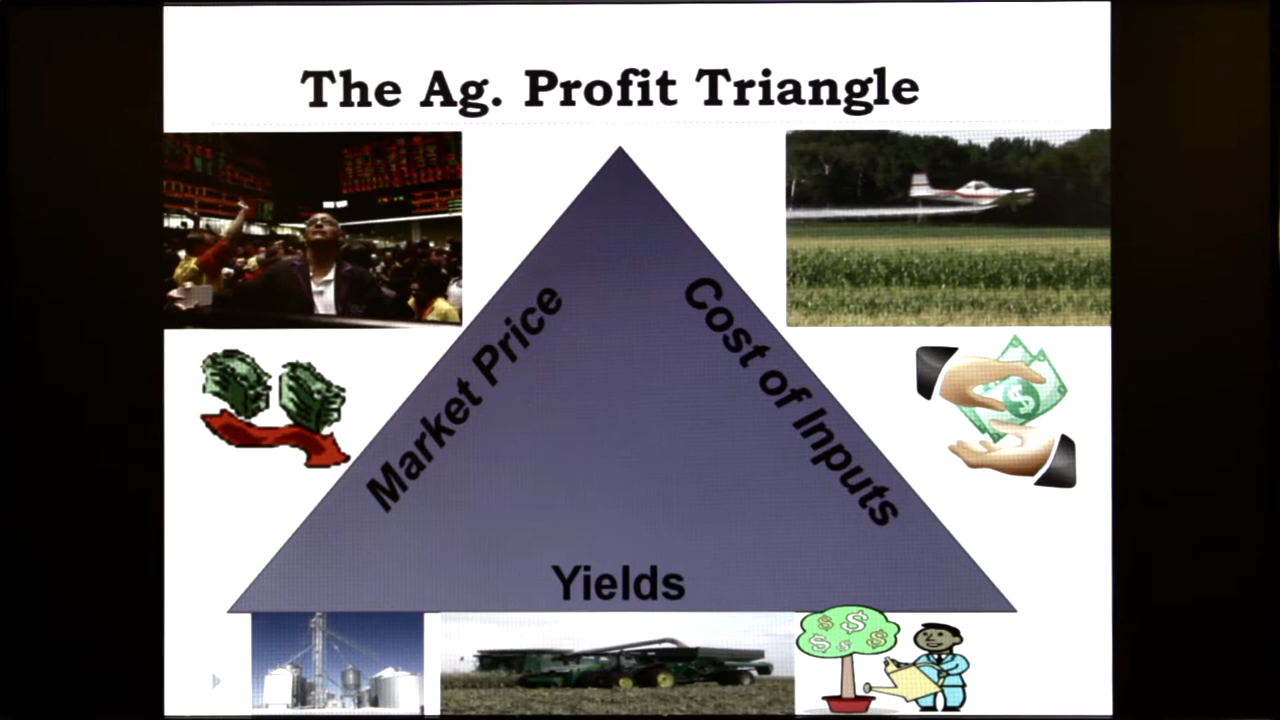 The Ag. Profit Triangle
Market Price
Cost of Inputs
Yields
$
$
$
$
$